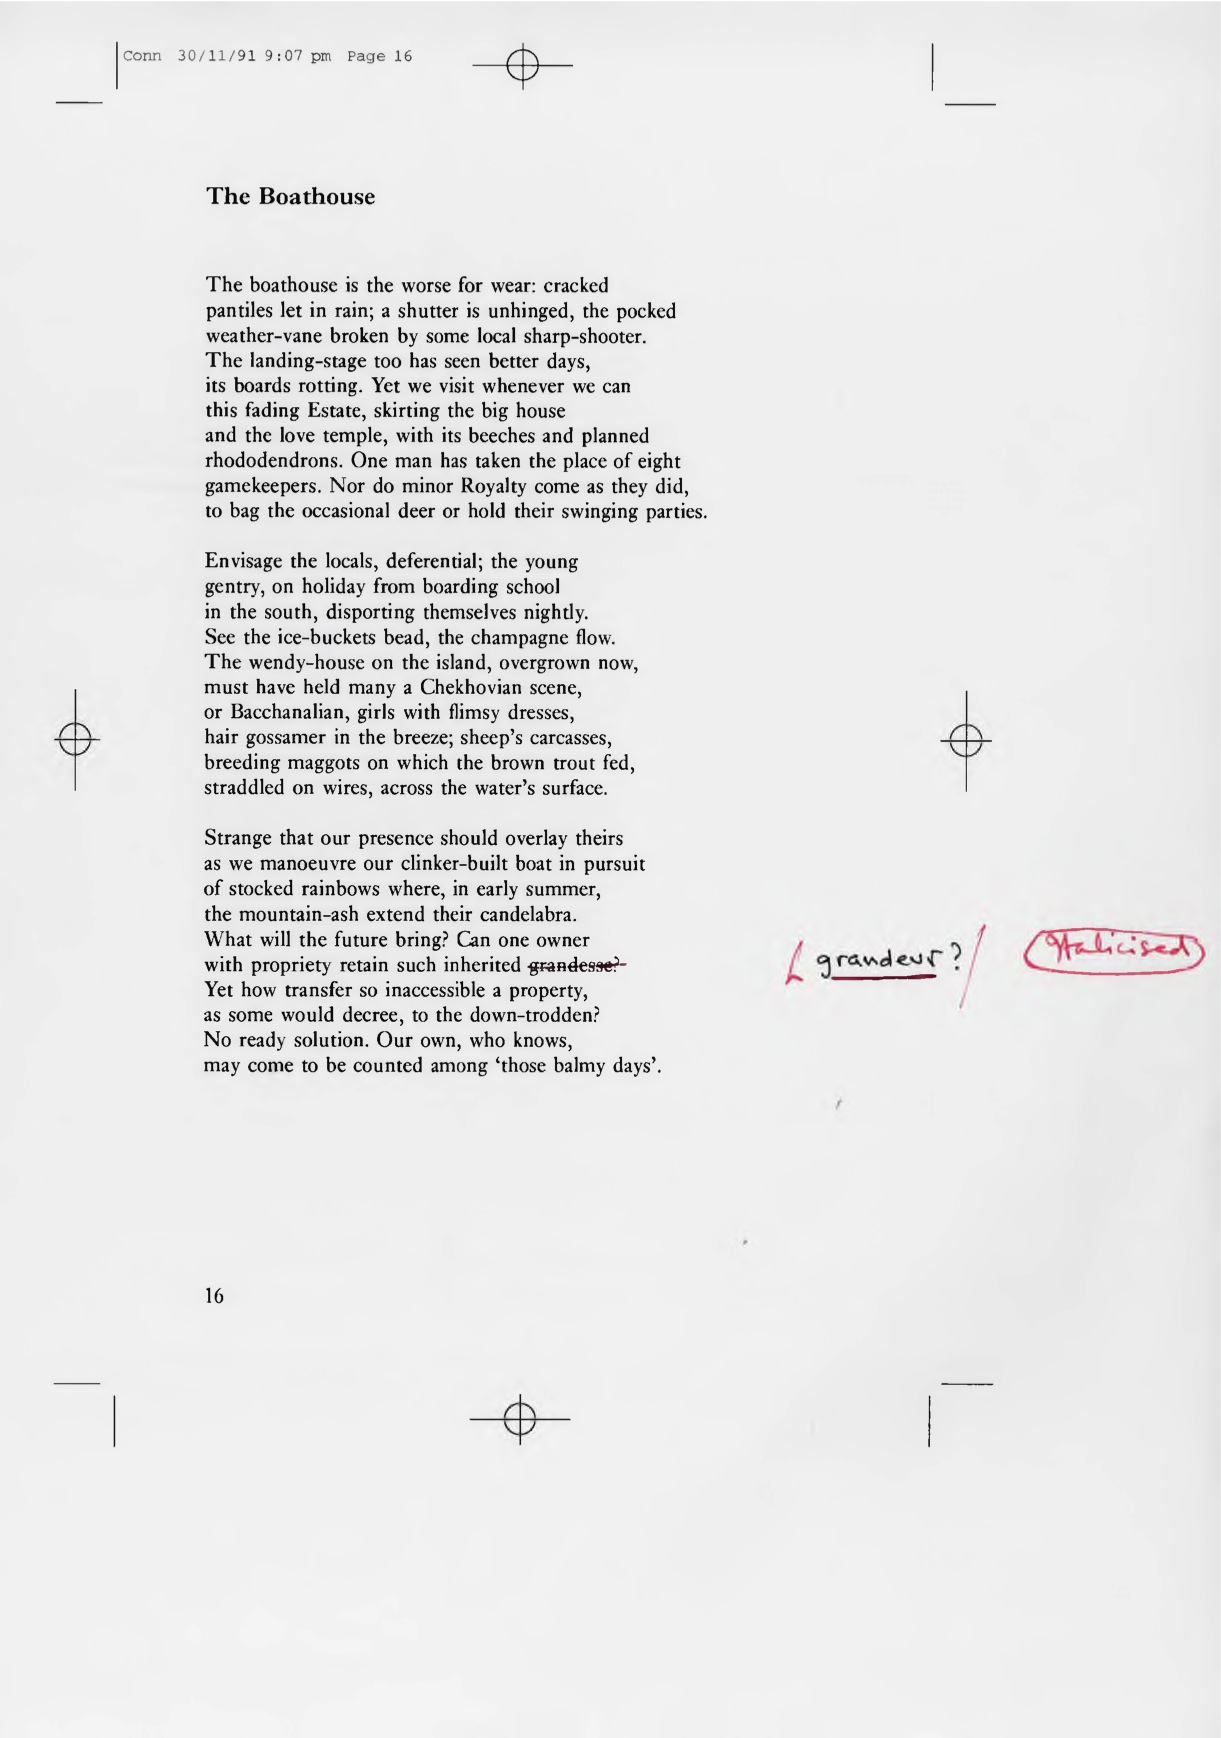 Conn 30/11/91 9:07 pm Page 16
The Boathouse
The boathouse is the worse for wear: cracked
pantiles let in rain; a shutter is unhinged, the pocked
weather-vane broken by some local sharp-shooter.
The landing-stage too has seen better days,
its boards rotting. Yet we visit whenever we can
this fading Estate, skirting the big house
and the love temple, with its beeches and planned
rhododendrons. One man has taken the place of eight
gamekeepers. Nor do minor Royalty come as they did,
to bag the occasional deer or hold their swinging parties.
Envisage the locals, deferential; the young
gentry, on holiday from boarding school
in the south, disporting themselves nightly.
See the ice-buckets bead, the champagne flow.
The wendy-house on the island, overgrown now,
must have held many a Chekhovian scene,
or Bacchanalian, girls with flimsy dresses,
hair gossamer in the breeze; sheep's carcasses,
breeding maggots on which the brown trout fed,
straddled on wires, across the water's surface.
Strange that our presence should overlay theirs
as we manoeuvre our clinker-built boat in pursuit
of stocked rainbows where, in early summer,
the mountain-ash extend their candelabra.
What will the future bring? Can one owner
with propriety retain such inherited grandesse?
grandeur? /
Italicised
Yet how transfer so inaccessible a property,
as some would decree, to the down-trodden?
No ready solution. Our own, who knows,
may come to be counted among ‘those balmy days’.
16